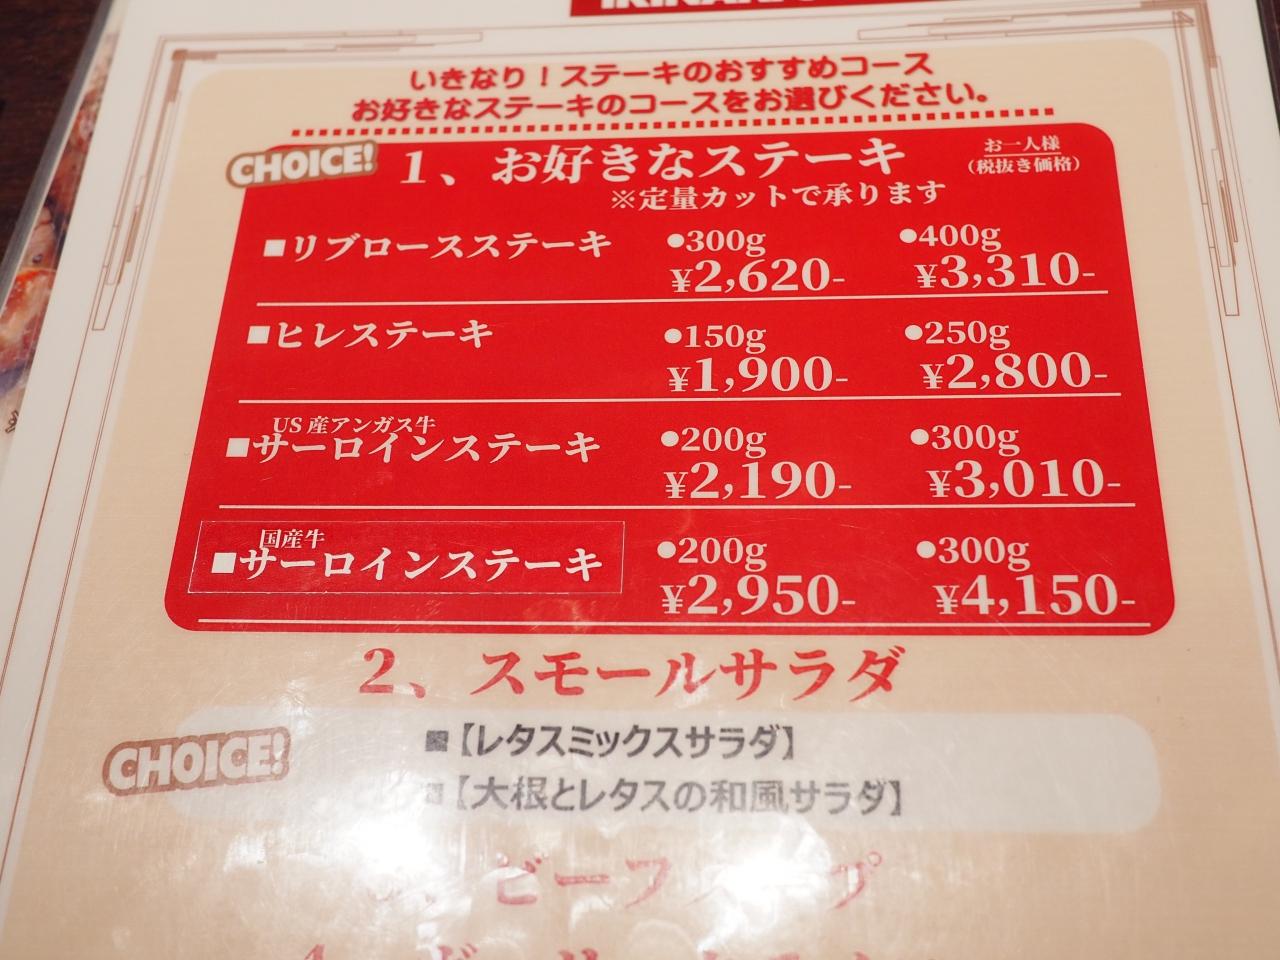 いきなり！ステーキのおすすめコース
お好きなステーキのコースをお選びください。
CHOICE!
1、お好きなステーキ
お一人様
(税抜き価格)
※定量カットで承ります
■リブロースステーキ ●300g ●400g
¥2,620- ¥3,310-
■ヒレステーキ ●150g ●250g
¥1,900- ¥2,800-
US産アンガス牛
■サーロインステーキ ●200g ●300g
¥2,190- ¥3,010-
国産牛
■サーロインステーキ ●200g ●300g
¥2,950- ¥4,150-
2、スモールサラダ
CHOICE!
■【レタスミックスサラダ】
■【大根とレタスの和風サラダ】
ビーフスープ